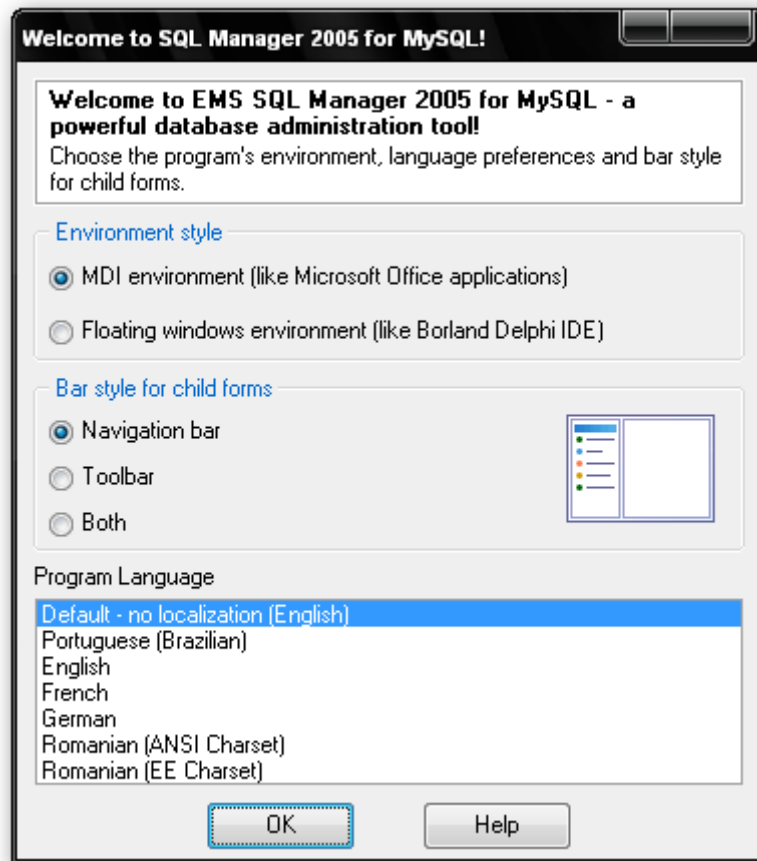 Welcome to SQL Manager 2005 for MySQL!
Welcome to EMS SQL Manager 2005 for MySQL - a
powerful database administration tool!
Choose the program's environment, language preferences and bar style
for child forms.
Environment style
MDI environment (like Microsoft Office applications)
Floating windows environment (like Borland Delphi IDE)
Bar style for child forms
Navigation bar
Toolbar
Both
Program Language
Default - no localization (English)
Portuguese (Brazilian)
English
French
German
Romanian (ANSI Charset)
Romanian (EE Charset)
OK
Help